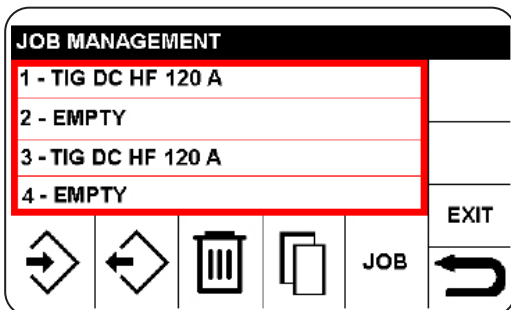 JOB MANAGEMENT
1 - TIG DC HF 120 A
2 - EMPTY
3 - TIG DC HF 120 A
4 - EMPTY
EXIT
JOB